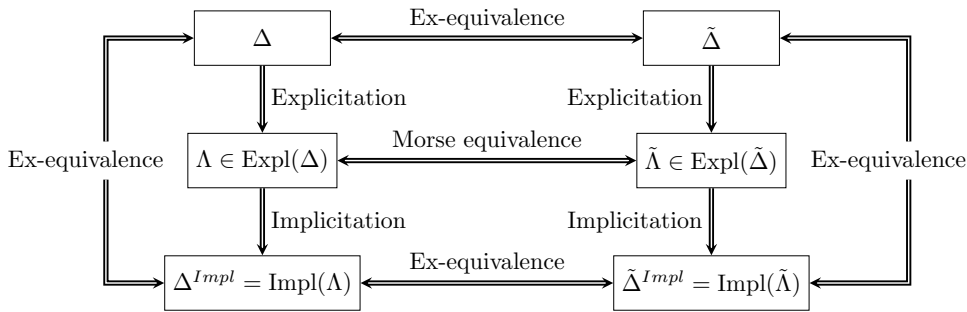 Ex-equivalence
Δ
Δ̃
Explicitation
Explicitation
Ex-equivalence
Λ ∈ Expl(Δ)
Morse equivalence
Λ̃ ∈ Expl(Δ̃)
Ex-equivalence
Implicitation
Implicitation
Δ^{Impl} = Impl(Λ)
Ex-equivalence
Δ̃^{Impl} = Impl(Λ̃)